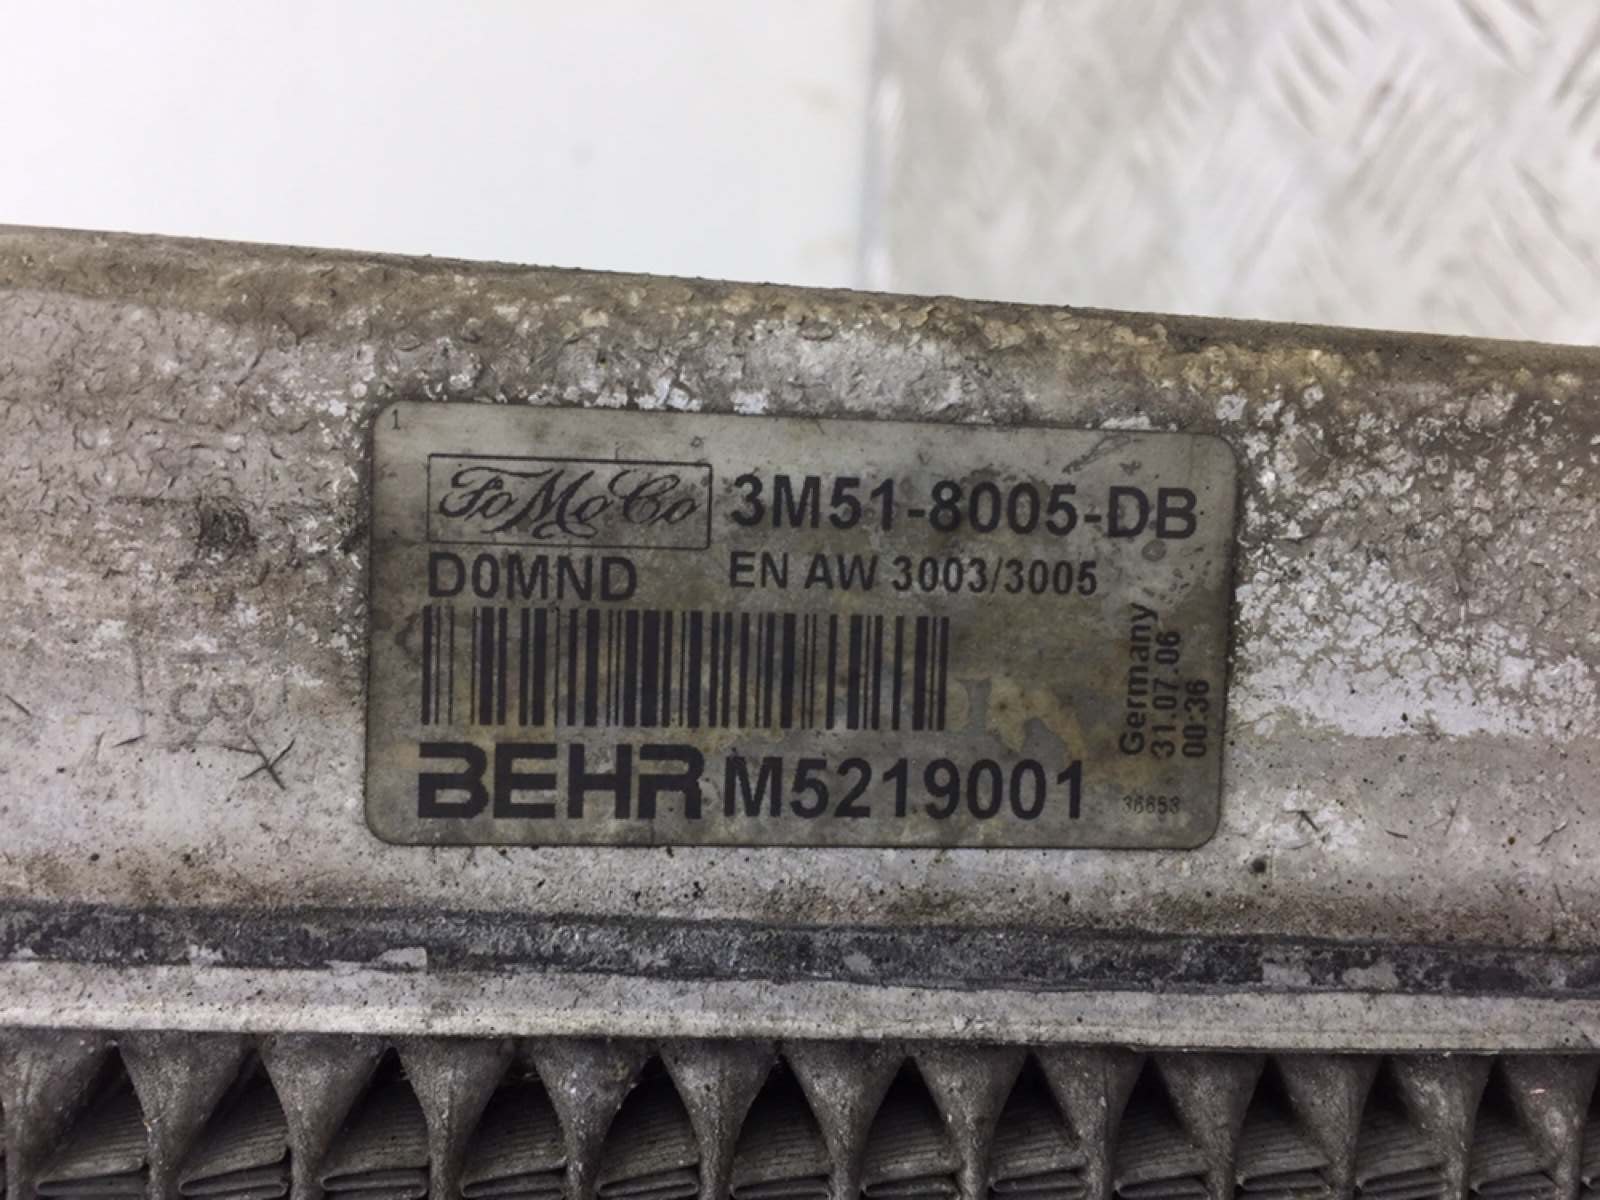 1
FoMoCo 3M51-8005-DB
D0MND EN AW 3003/3005
BEHR M5219001
Germany
31.07.06
00:36
36653